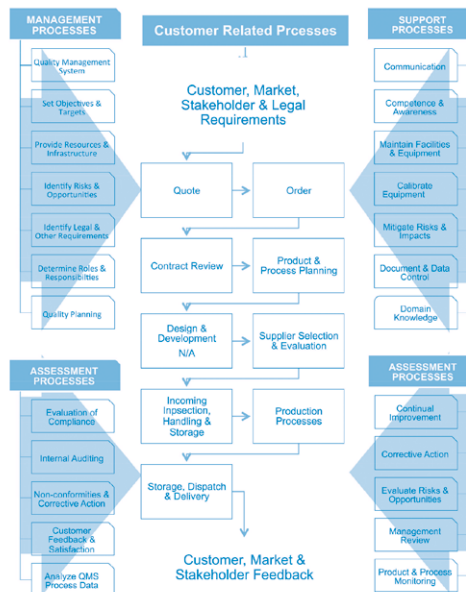 MANAGEMENT
PROCESSES
Quality Management
System
Set Objectives &
Targets
Provide Resources &
Infrastructure
Identify Risks &
Opportunities
Identify Legal &
Other Requirements
Determine Roles &
Responsibilties
Quality Planning
Customer Related Prcesses
Customer, Market,
Stakeholder & Legal
Requirements
Quote
Order
Contract Review
Product &
Process Planning
Design &
Development
N/A
Supplier Selection
& Evaluation
Incoming
Inpsection,
Handling &
Storage
Production
Processes
Storage, Dispatch
& Delivery
Customer, Market &
Stakeholder Feedback
SUPPORT
PROCESSES
Communication
Competence &
Awareness
Maintain Facilities
& Equipment
Calibrate
Equipment
Mitigate Risks &
Impacts
Document & Data
Control
Domain
Knowledge
ASSESSMENT
PROCESSES
Evaluation of
Compliance
Internal Auditing
Non-conformities &
Corrective Action
Customer
Feedback &
Satisfaction
Analyze QMS
Process Data
ASSESSMENT
PROCESSES
Continual
Improvement
Corrective Action
Evaluate Risks &
Opportunities
Management
Review
Product & Process
Monitoring